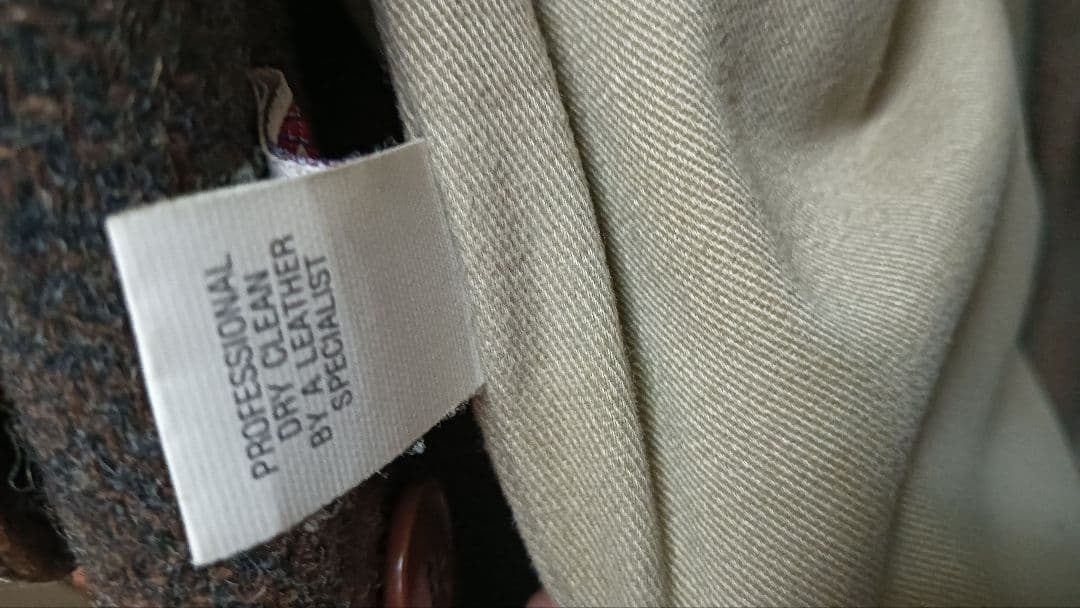 PROFESSIONAL
DRY CLEAN
BY A LEATHER
SPECIALIST